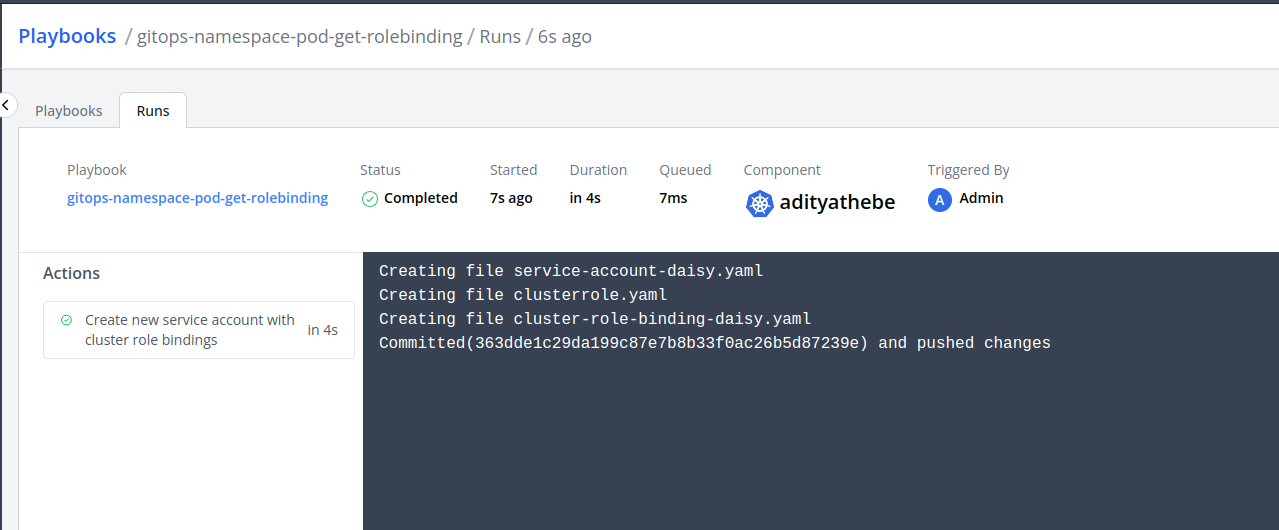 Playbooks / gitops-namespace-pod-get-rolebinding / Runs / 6s ago
Playbooks Runs
Playbook Status Started Duration Queued Component Triggered By
gitops-namespace-pod-get-rolebinding Completed 7s ago in 4s 7ms adityathebe A Admin
Actions
Create new service account with
cluster role bindings
in 4s
Creating file service-account-daisy.yaml
Creating file clusterrole.yaml
Creating file cluster-role-binding-daisy.yaml
Committed(363dde1c29da199c87e7b8b33f0ac26b5d87239e) and pushed changes